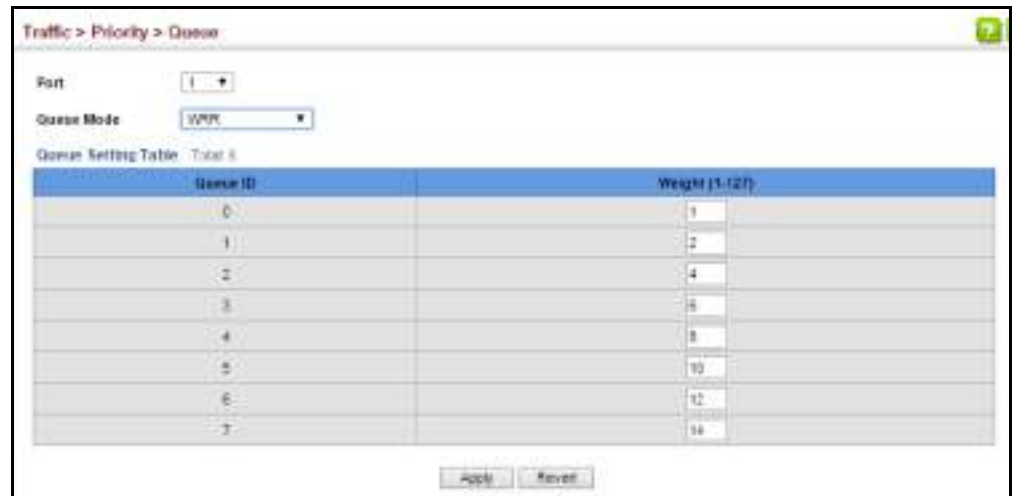 Traffic > Priority > Queue
Port 1
Queue Mode WRR
Queue Setting Table Total: 8
Queue ID Weight (1-127)
0 1
1 2
2 4
3 6
4 8
5 10
6 12
7 14
Apply Revert